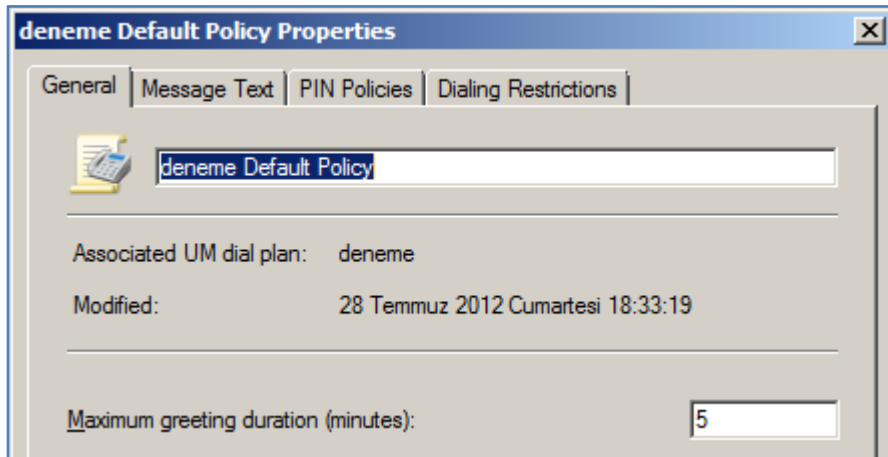 deneme Default Policy Properties
General Message Text PIN Policies Dialing Restrictions
deneme Default Policy
Associated UM dial plan: deneme
Modified: 28 Temmuz 2012 Cumartesi 18:33:19
Maximum greeting duration (minutes): 5